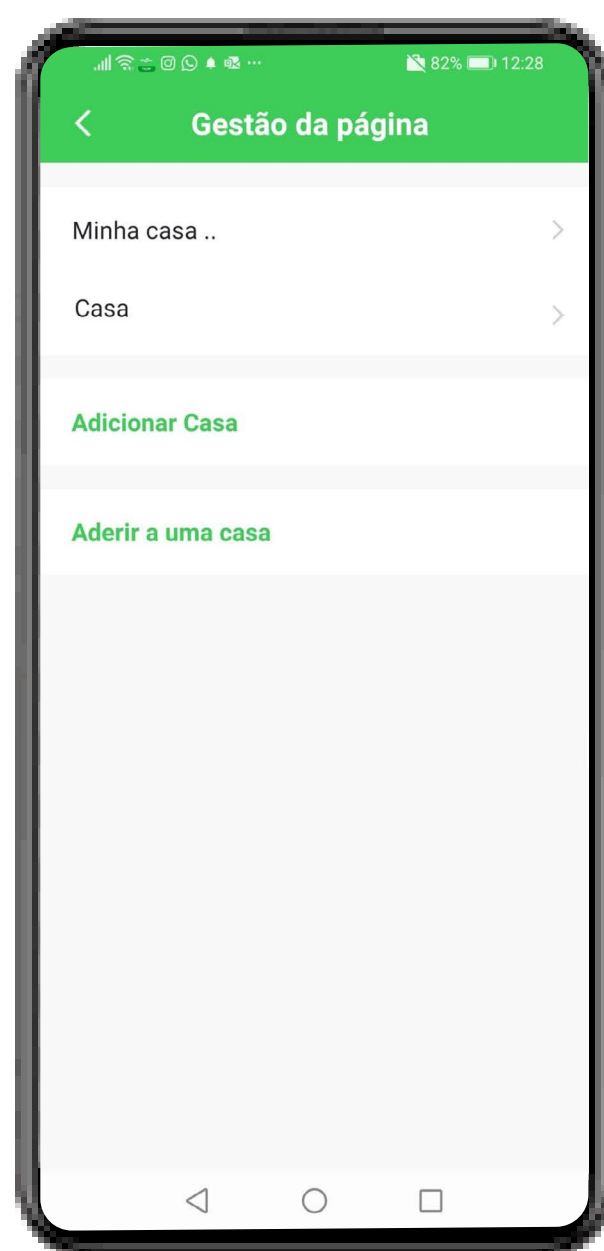 82% 12:28
Gestão da página
Minha casa ..
Casa
Adicionar Casa
Aderir a uma casa